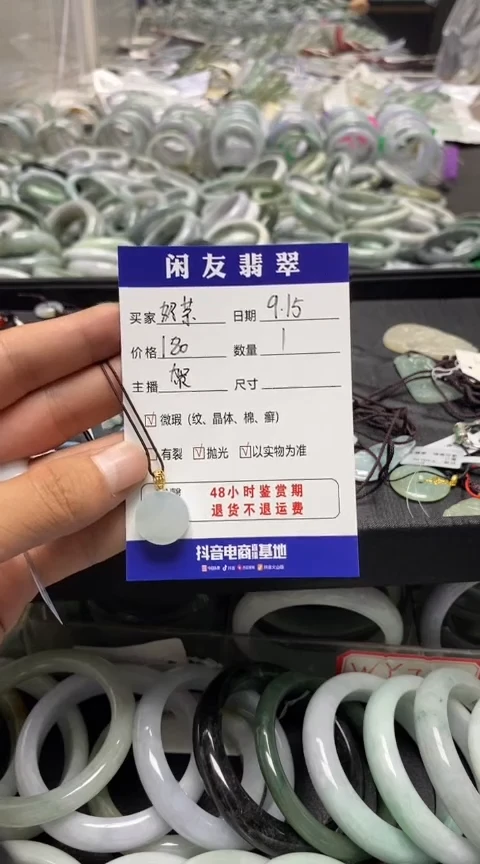 闲友翡翠
买家 奶茶 日期 9.15
价格 180 数量 1
主播 尺寸
☑ 微瑕（纹、晶体、棉、癣）
有裂 ☑ 抛光 ☑ 以实物为准
48小时鉴赏期
退货不退运费
抖音电商直播基地